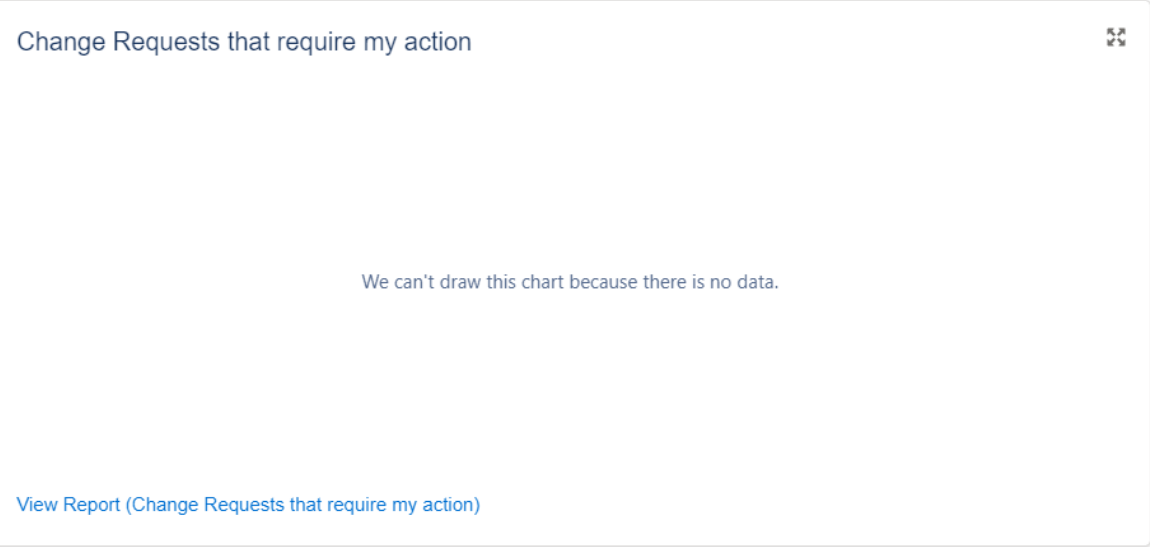 Change Requests that require my action
We can't draw this chart because there is no data.
View Report (Change Requests that require my action)